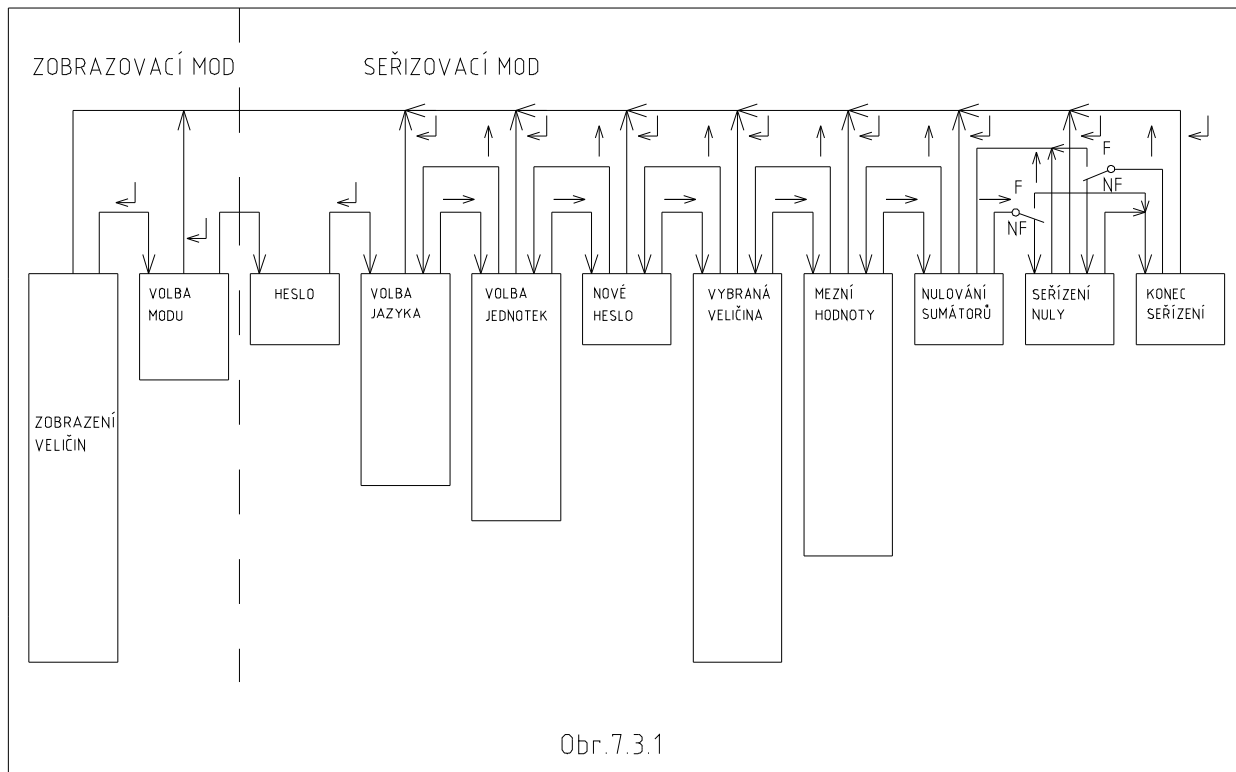 ZOBRAZOVACÍ MOD
SEŘIZOVACÍ MOD
F
NF
F
NF
ZOBRAZENÍ
VELIČIN
VOLBA
MODU
HESLO
VOLBA
JAZYKA
VOLBA
JEDNOTEK
NOVÉ
HESLO
VYBRANÁ
VELIČINA
MEZNÍ
HODNOTY
NULOVÁNÍ
SUMÁTORŮ
SEŘÍZENÍ
NULY
KONEC
SEŘÍZENÍ
Obr.7.3.1